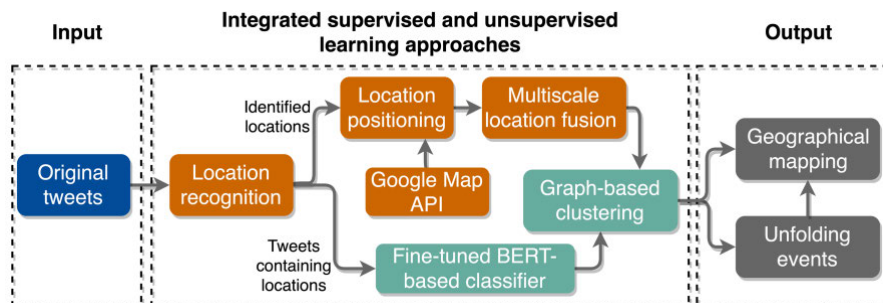 Input
Integrated supervised and unsupervised
learning approaches
Output
Original
tweets
Location
recognition
Identified
locations
Location
positioning
Multiscale
location fusion
Google Map
API
Tweets
containing
locations
Fine-tuned BERT-
based classifier
Graph-based
clustering
Geographical
mapping
Unfolding
events